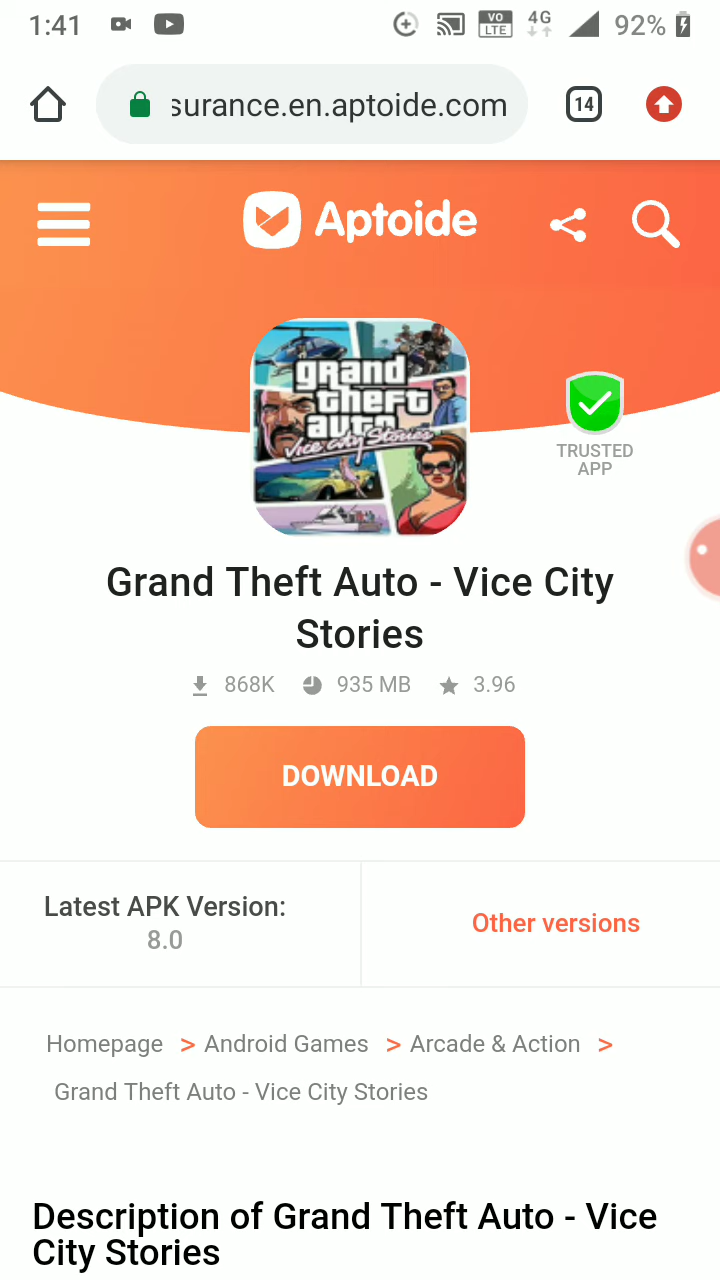 1:41
VO
LTE
4G
92%
surance.en.aptoide.com
14
Aptoide
grand
theft
auto
Vice City Stories
TRUSTED
APP
Grand Theft Auto - Vice City
Stories
868K 935 MB 3.96
DOWNLOAD
Latest APK Version:
8.0
Other versions
Homepage > Android Games > Arcade & Action >
Grand Theft Auto - Vice City Stories
Description of Grand Theft Auto - Vice
City Stories